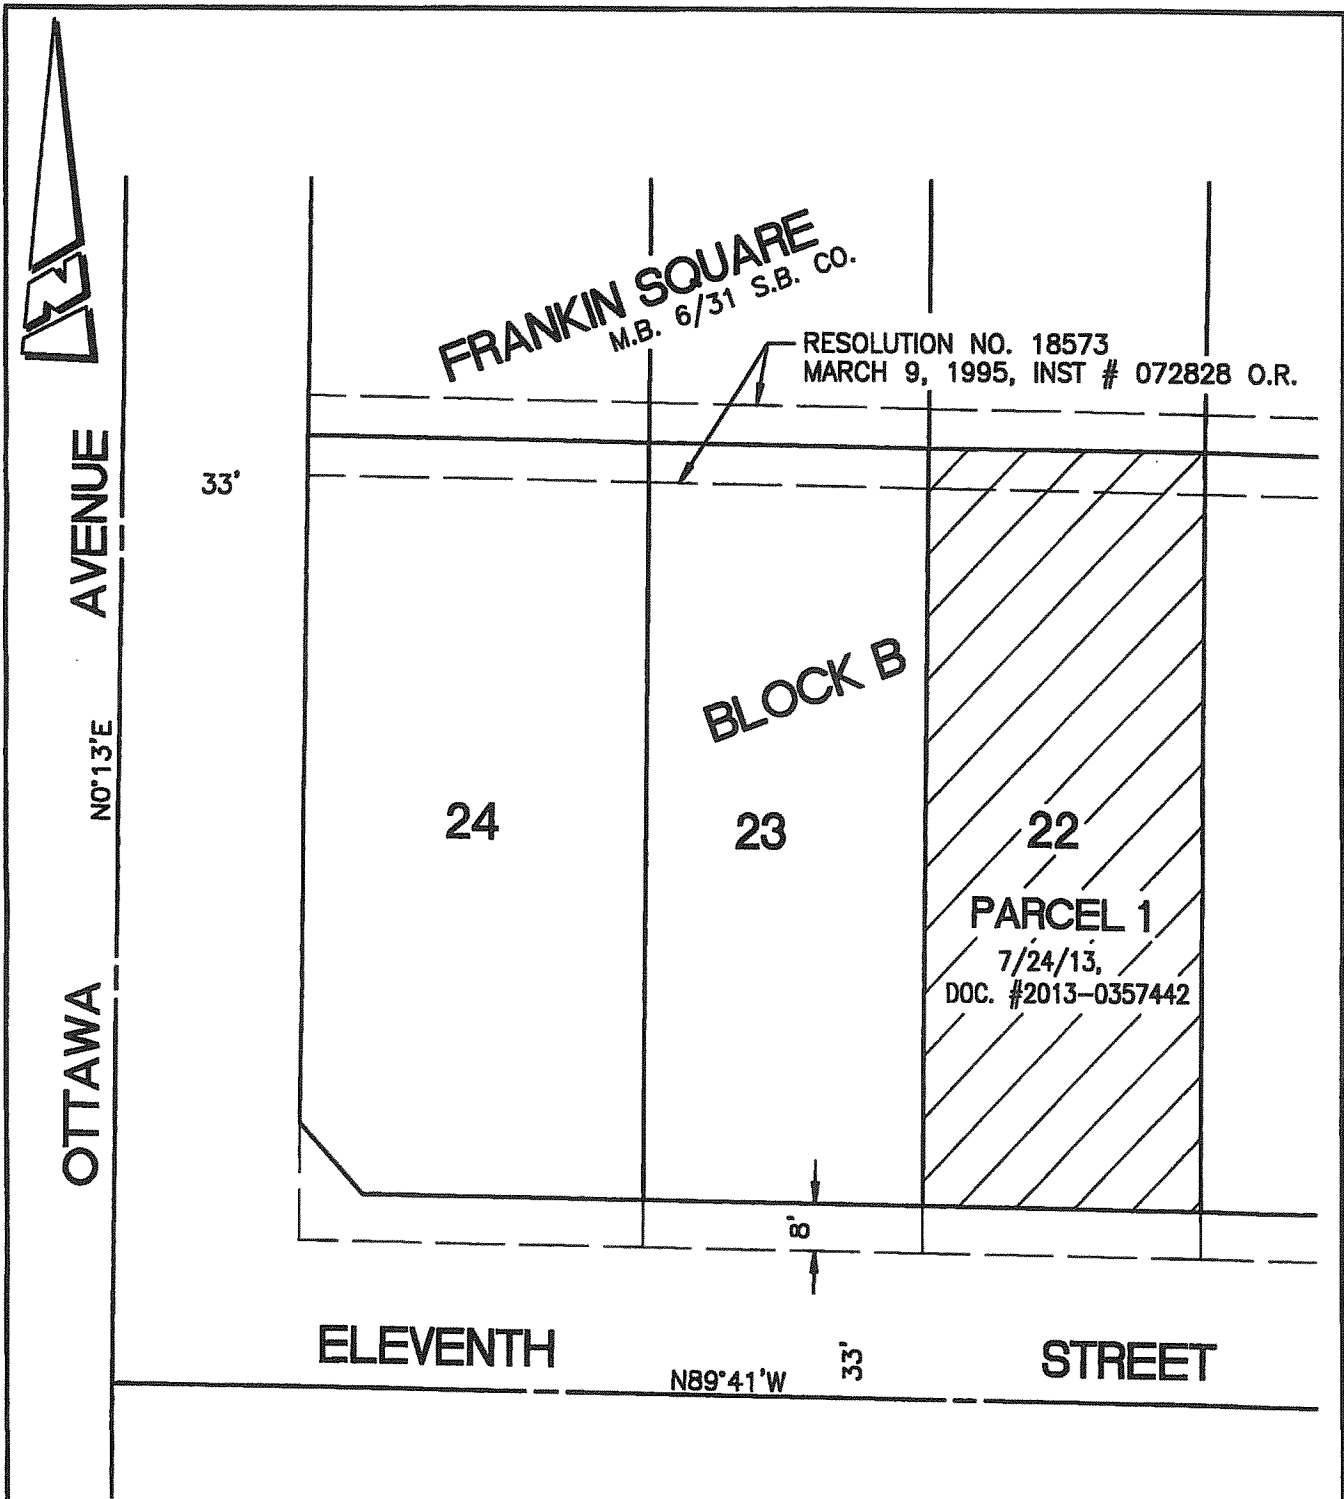 FRANKIN SQUARE
M.B. 6/31 S.B. CO.
RESOLUTION NO. 18573
MARCH 9, 1995, INST # 072828 O.R.
33'
OTTAWA AVENUE
N0°13'E
BLOCK B
24
23
22
PARCEL 1
7/24/13,
DOC. #2013-0357442
8'
33'
ELEVENTH STREET
N89°41'W